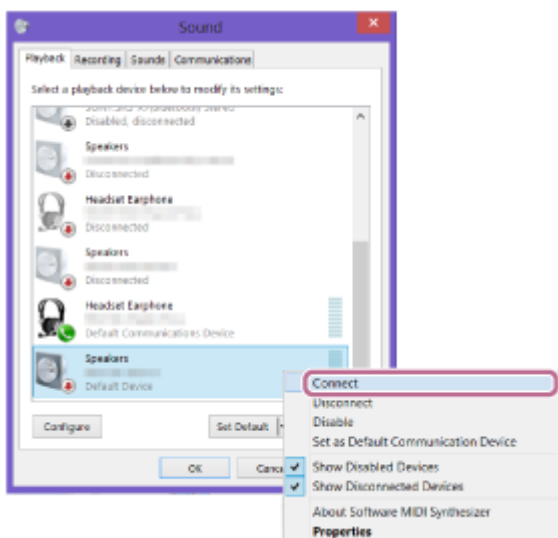 Sound
Playback Recording Sounds Communications
Select a playback device below to modify its settings:
Disabled, disconnected
Speakers
Disconnected
Headset Earphone
Disconnected
Speakers
Disconnected
Headset Earphone
Default Communications Device
Speakers
Default Device
Configure
Set Default
OK
Connect
Disconnect
Disable
Set as Default Communication Device
Show Disabled Devices
Show Disconnected Devices
About Software MIDI Synthesizer
Properties